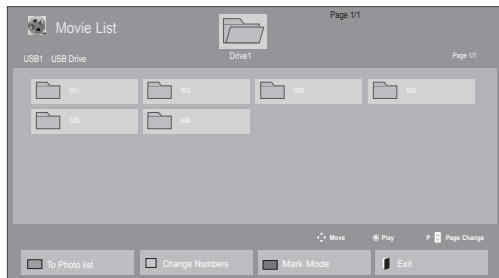 Page 1/1
Movie List
Drive1
USB1 USB Drive
Page 1/1
001 002 003 004
005 006
Move Play P Page Change
To Photo list Change Numbers Mark Mode Exit